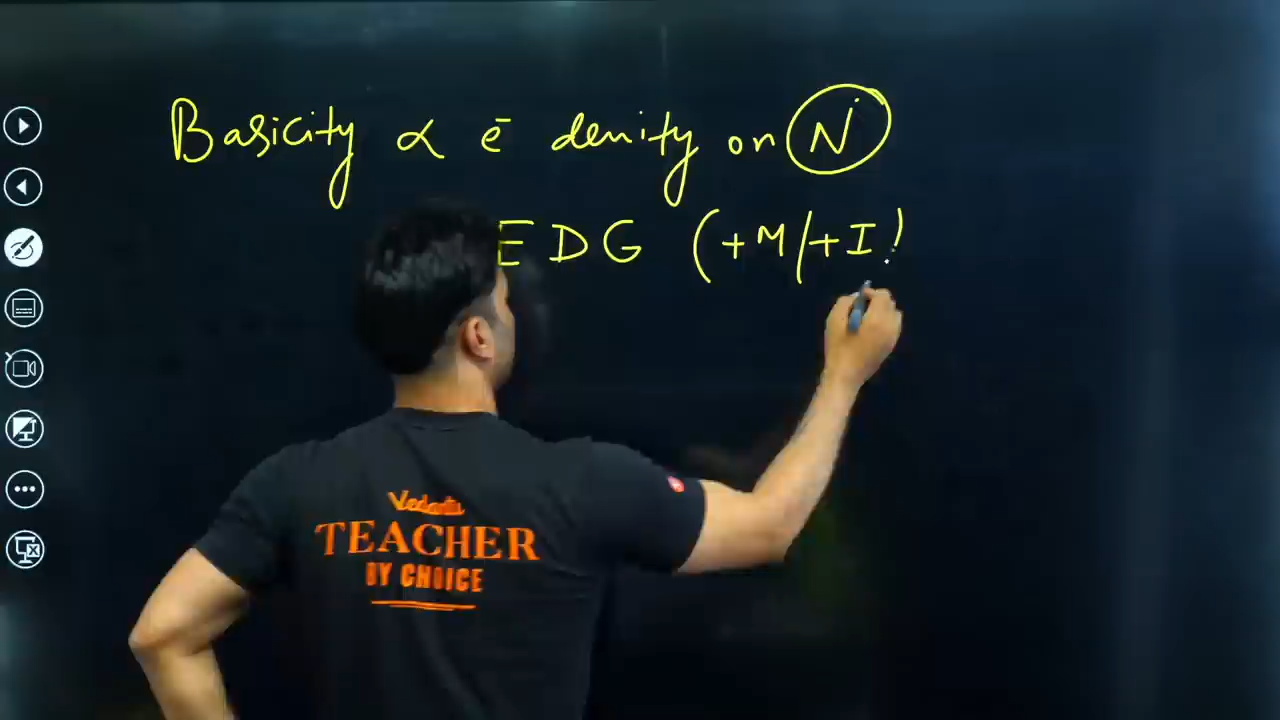 Basicity α e⁻ denity on N
EDG (+M/+I)
Vedantu
TEACHER
BY CHOICE